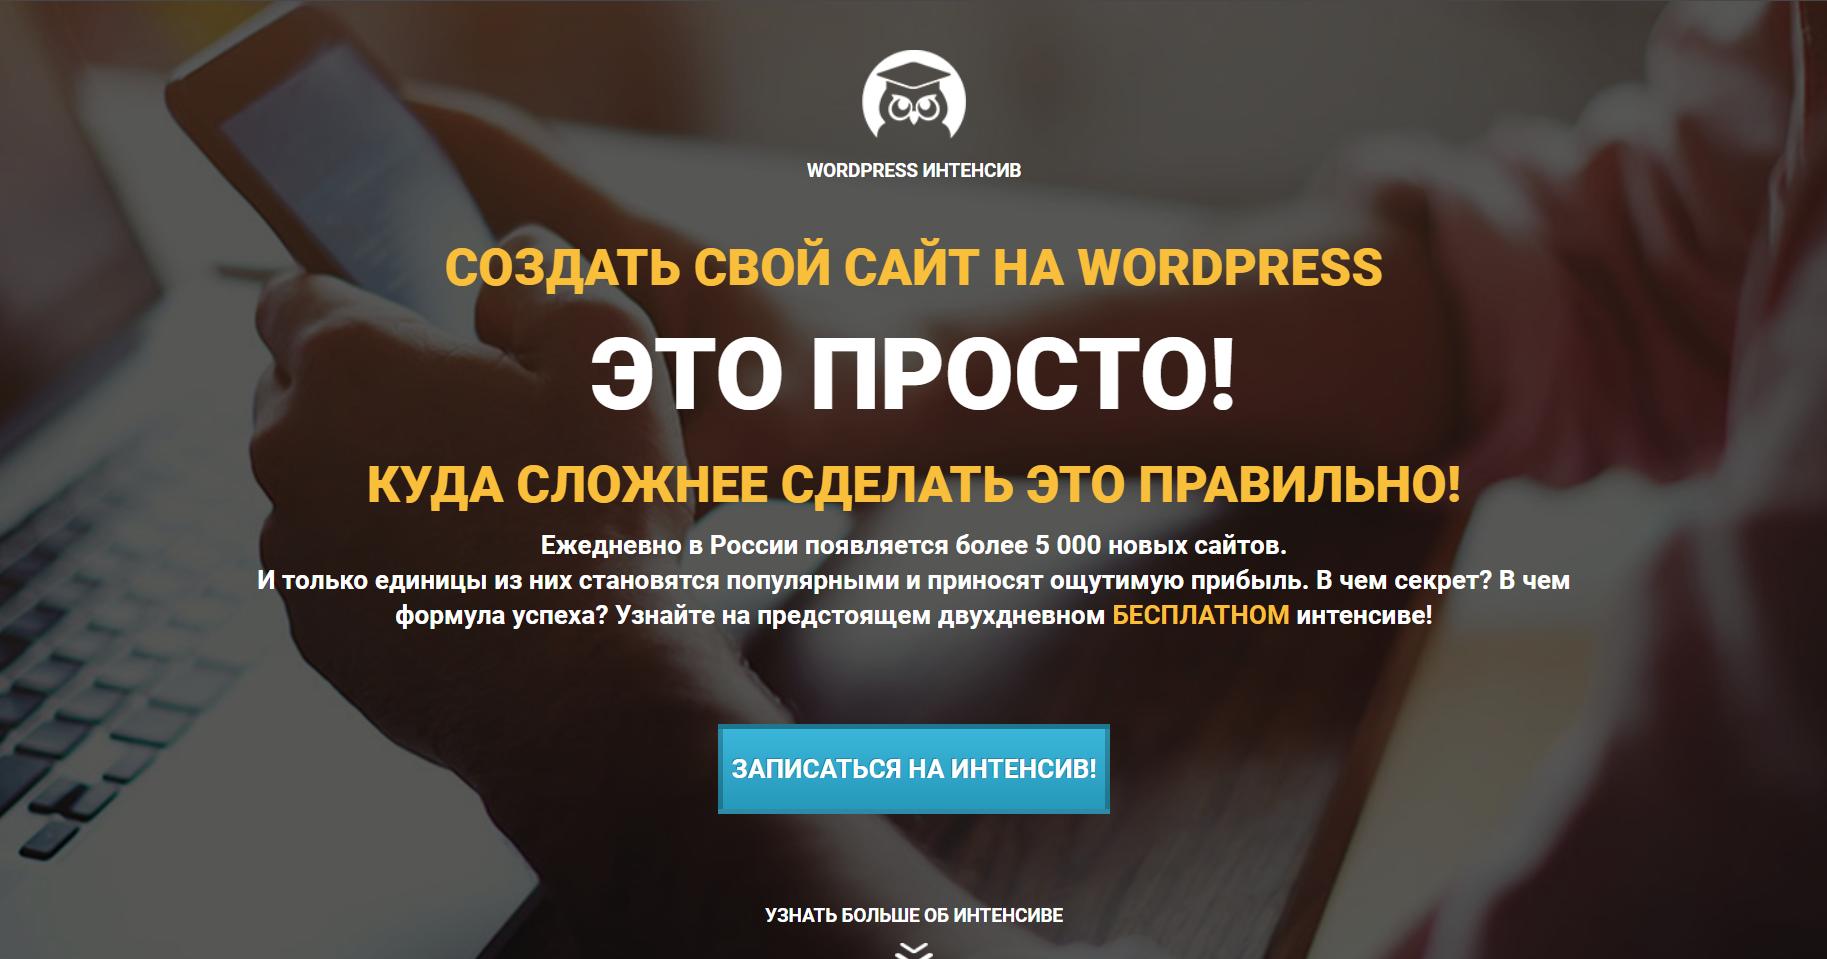 WORDPRESS ИНТЕНСИВ
СОЗДАТЬ СВОЙ САЙТ НА WORDPRESS
ЭТО ПРОСТО!
КУДА СЛОЖНЕЕ СДЕЛАТЬ ЭТО ПРАВИЛЬНО!
Ежедневно в России появляется более 5 000 новых сайтов.
И только единицы из них становятся популярными и приносят ощутимую прибыль. В чем секрет? В чем
формула успеха? Узнайте на предстоящем двухдневном БЕСПЛАТНОМ интенсиве!
ЗАПИСАТЬСЯ НА ИНТЕНСИВ!
УЗНАТЬ БОЛЬШЕ ОБ ИНТЕНСИВЕ